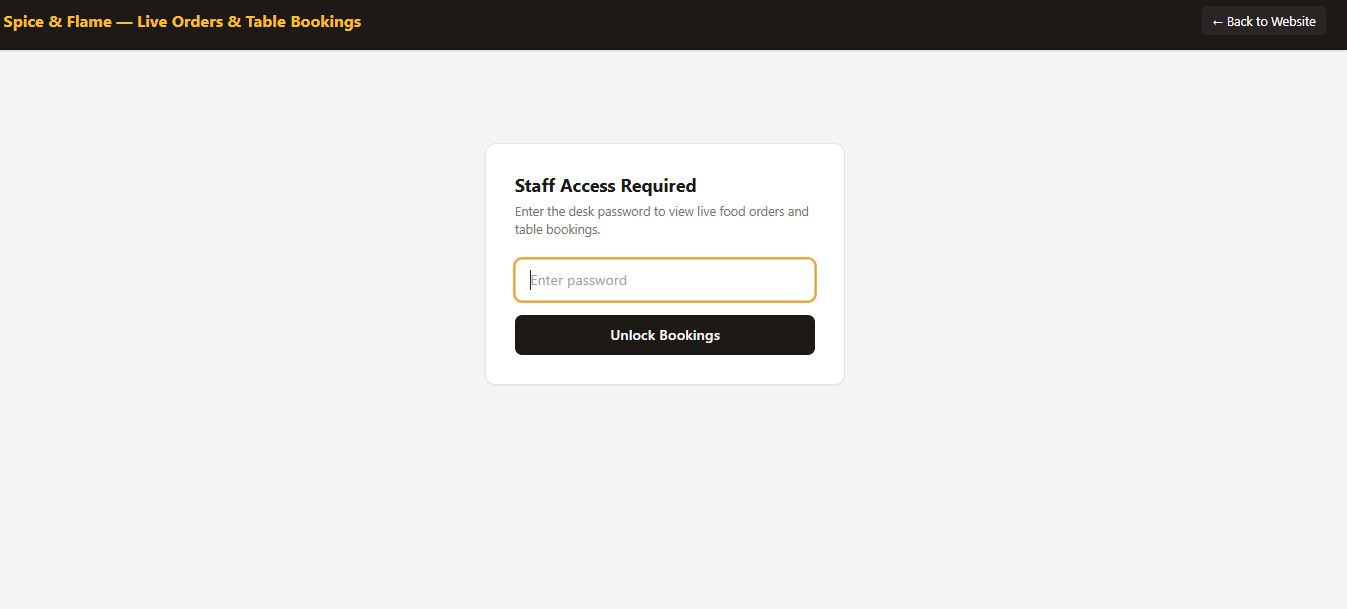 Spice & Flame — Live Orders & Table Bookings
← Back to Website
Staff Access Required
Enter the desk password to view live food orders and
table bookings.
Enter password
Unlock Bookings